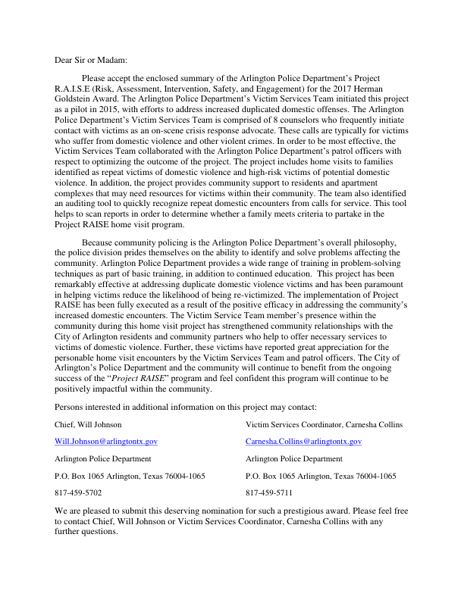 Dear Sir or Madam:
Please accept the enclosed summary of the Arlington Police Department's Project
R.A.I.S.E (Risk, Assessment, Intervention, Safety, and Engagement) for the 2017 Herman
Goldstein Award. The Arlington Police Department's Victim Services Team initiated this project
as a pilot in 2015, with efforts to address increased duplicated domestic offenses. The Arlington
Police Department's Victim Service Team is comprised of 8 counselors who frequently initiate
contact with victims as an on-scene crisis response advocate. These calls are typically for victims
who suffer from domestic violence and other violent crimes. In order to be most effective, the
Victim Services Team collaborated with the Arlington Police Department's patrol officers with
respect to optimizing the outcome of the project. The project includes home visits to families
identified as repeat victims of domestic violence and high-risk victims of potential domestic
violence. In addition, the project provides community support to residents and apartment
complexes that may need resources for victims within their community. The team also identified
an auditing tool to quickly recognize repeat domestic encounters from calls for service. This tool
helps to scan reports in order to determine whether a family meets criteria to partake in the
Project RAISE home visit program.
Because community policing is the Arlington Police Department's overall philosophy,
the police division prides themselves on the ability to identify and solve problems affecting the
community. Arlington Department provides a wide range of training in problem-solving
techniques as part of basic training, in addition to continued education. This project has been
remarkably effective at addressing duplicate domestic violence victims and has been paramount
in helping victims reduce the likelihood of being re-victimized. The implementation of Project
RAISE has been fully executed as a result of the positive efficacy in addressing the community's
increased domestic encounters. The Victim Service Team member's presence within the
community during this home visit project has strengthened community relationships with the
City of Arlington residents and community partners who help to offer necessary services to
victims of domestic violence. Further, these victims have reported great appreciation for the
personable home visit encounters by the Victim Service Team and patrol officers. The City of
Arlington's Police Department and the community will continue to benefit from the ongoing
success of the "Project RAISE" program and feel confident this program will continue to be
positively impactful within the community.
Persons interested in additional information on this project may contact:
Chief, Will Johnson
Will.Johnson@arlingtontx.gov
Arlington Police Department
P.O. Box 1065 Arlington, Texas 76004-1065
817-459-5702
Victim Services Coordinator, Carnesha Collins
Carnesha.Collins@arlingtontx.gov
Arlington Police Department
P.O. Box 1065 Arlington, Texas 76004-1065
817-459-5711
We are pleased to submit this deserving nomination for such a prestigious award. Please feel free
to contact Chief, Will Johnson or Victim Services Coordinator, Carnesha Collins with any
further questions.